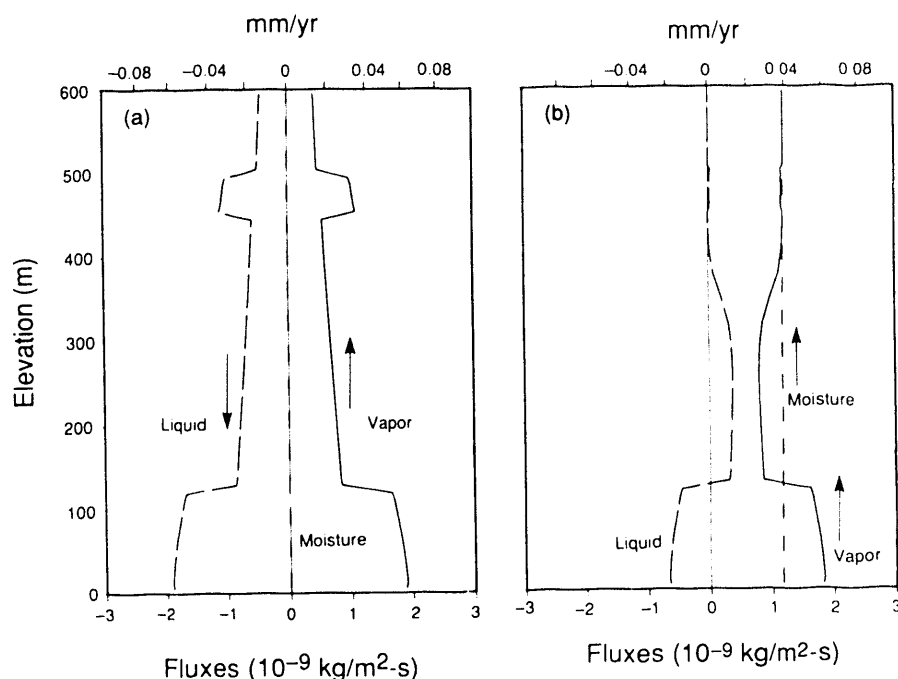 mm/yr
−0.08 −0.04 0 0.04 0.08
(a)
Elevation (m)
600
500
400
300
200
100
0
Liquid
Vapor
Moisture
−3 −2 −1 0 1 2 3
Fluxes (10⁻⁹ kg/m²-s)
mm/yr
0 0.04 0.08
(b)
Moisture
Liquid
Vapor
−3 −2 −1 0 1 2 3
Fluxes (10⁻⁹ kg/m²-s)